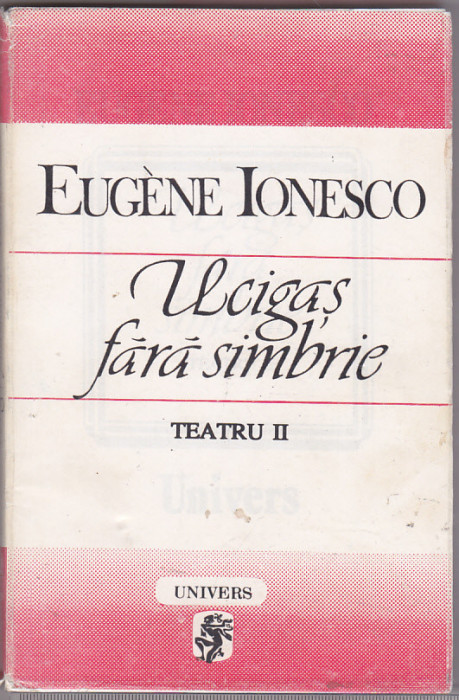 EUGÈNE IONESCO
Ucigaș
fără simbrie
TEATRU II
Univers
UNIVERS